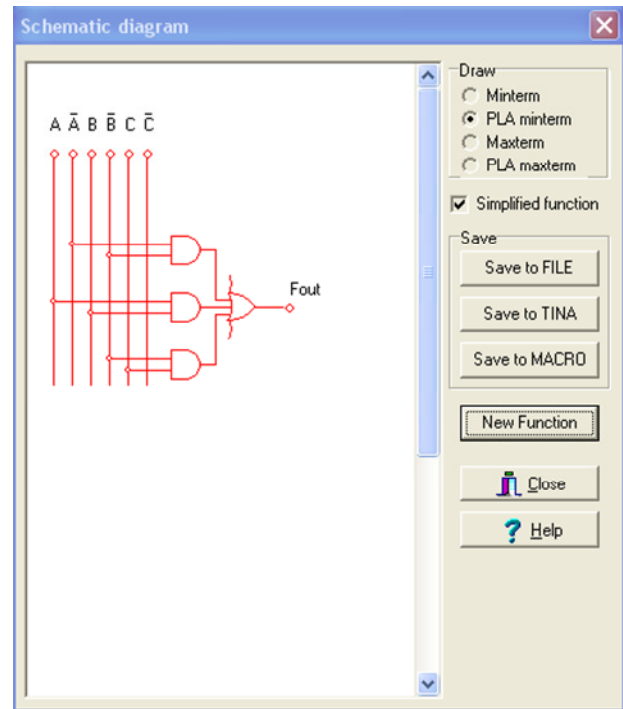 Schematic diagram
A Ā B B̄ C C̄
Fout
Draw
Minterm
PLA minterm
Maxterm
PLA maxterm
Simplified function
Save
Save to FILE
Save to TINA
Save to MACRO
New Function
Close
Help